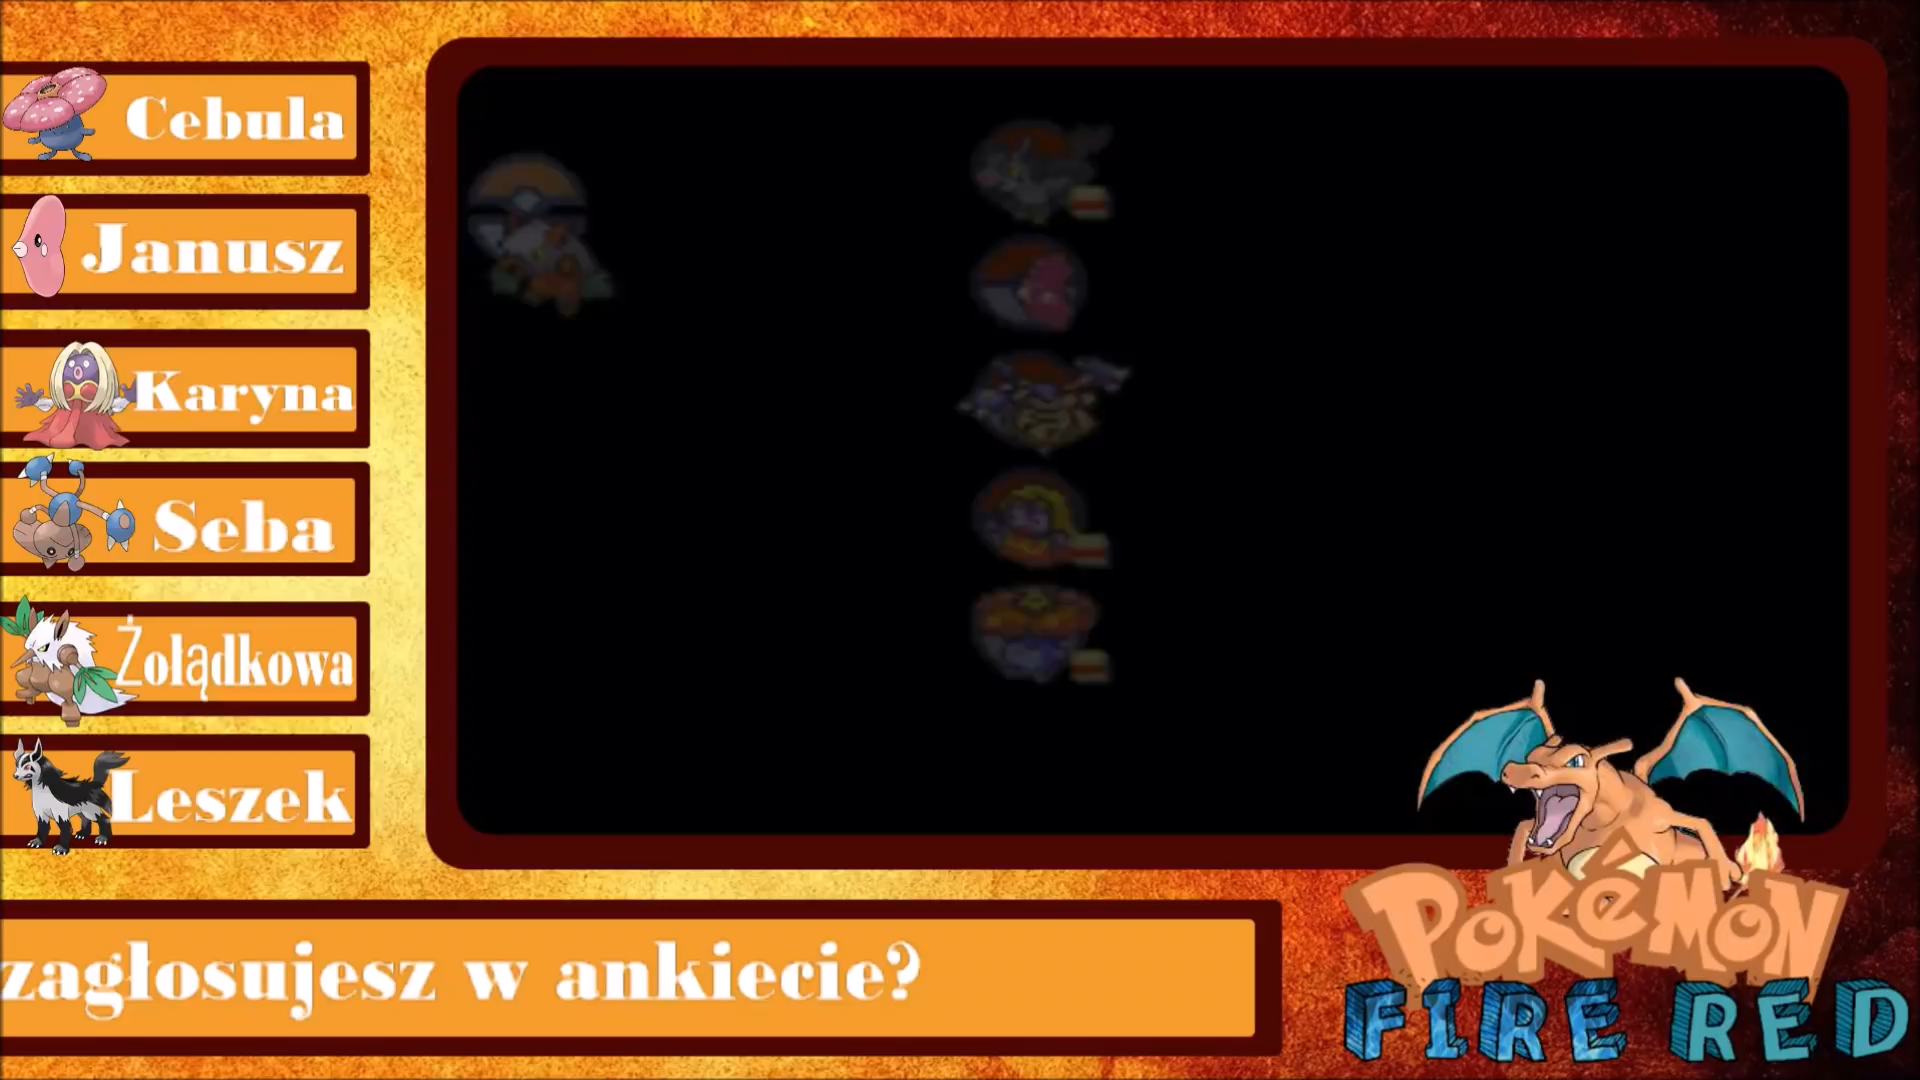 Cebula
Janusz
Karyna
Seba
Żołądkowa
Leszek
zagłosujesz w ankiecie?
POKéMON
FIRE RED